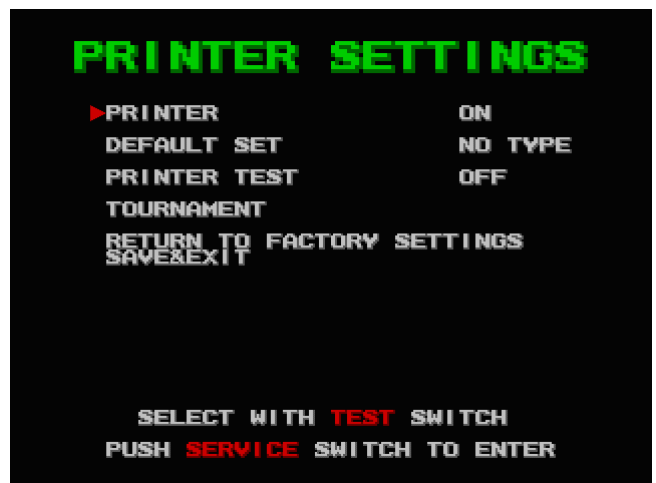 PRINTER SETTINGS
▶PRINTER ON
DEFAULT SET NO TYPE
PRINTER TEST OFF
TOURNAMENT
RETURN TO FACTORY SETTINGS
SAVE&EXIT
SELECT WITH TEST SWITCH
PUSH SERVICE SWITCH TO ENTER